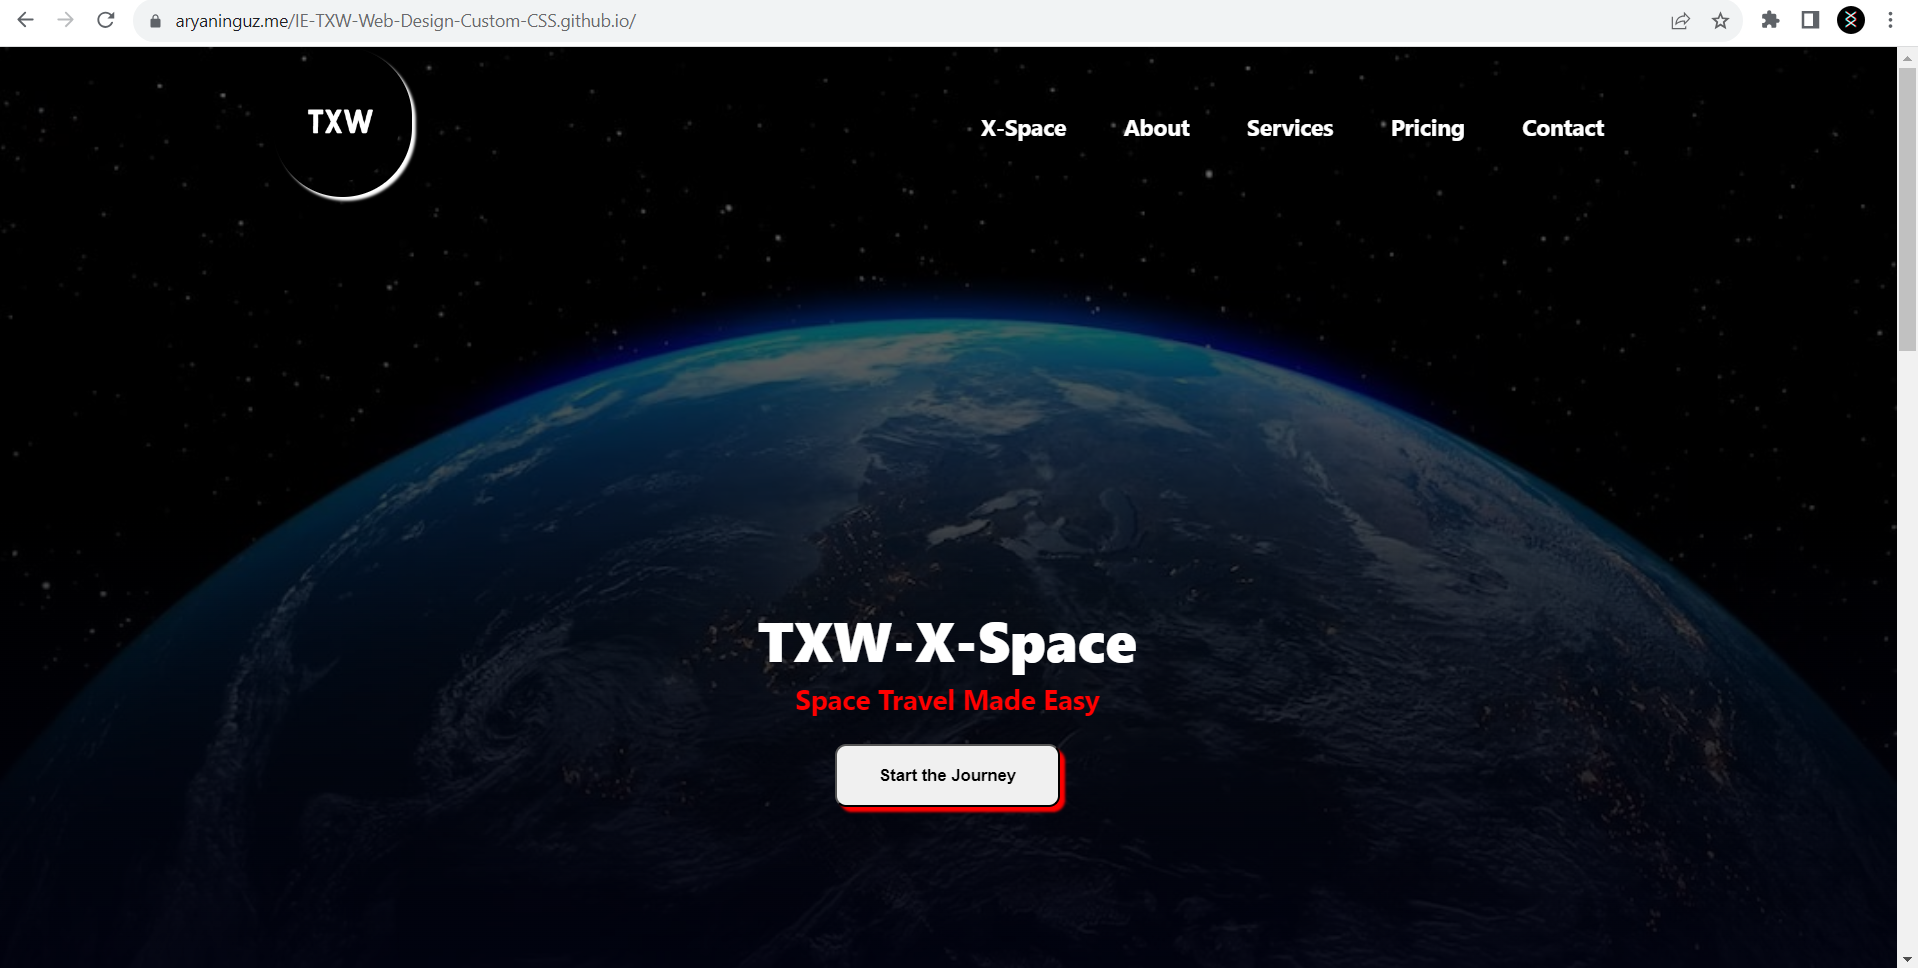 aryaninguz.me/IE-TXW-Web-Design-Custom-CSS.github.io/
TXW
X-Space About Services Pricing Contact
TXW-X-Space
Space Travel Made Easy
Start the Journey